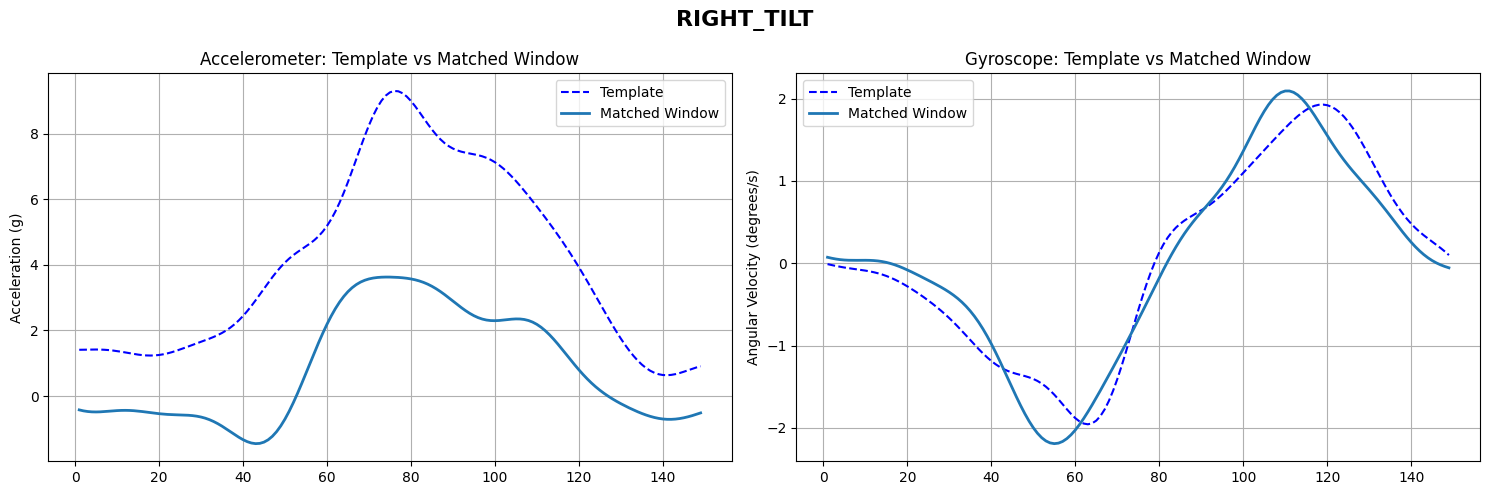 RIGHT_TILT
Accelerometer: Template vs Matched Window
Acceleration (g)
8
6
4
2
0
0 20 40 60 80 100 120 140
Template
Matched Window
Gyroscope: Template vs Matched Window
Angular Velocity (degrees/s)
2
1
0
−1
−2
0 20 40 60 80 100 120 140
Template
Matched Window